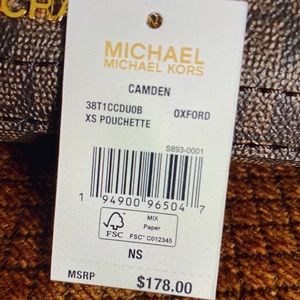 CHA
MICHAEL
MICHAEL KORS
CAMDEN
38T1CCDU0B OXFORD
XS POUCHETTE
S893-0001
1 94900 96504 7
FSC
MIX
Paper
FSC® C012345
NS
MSRP $178.00